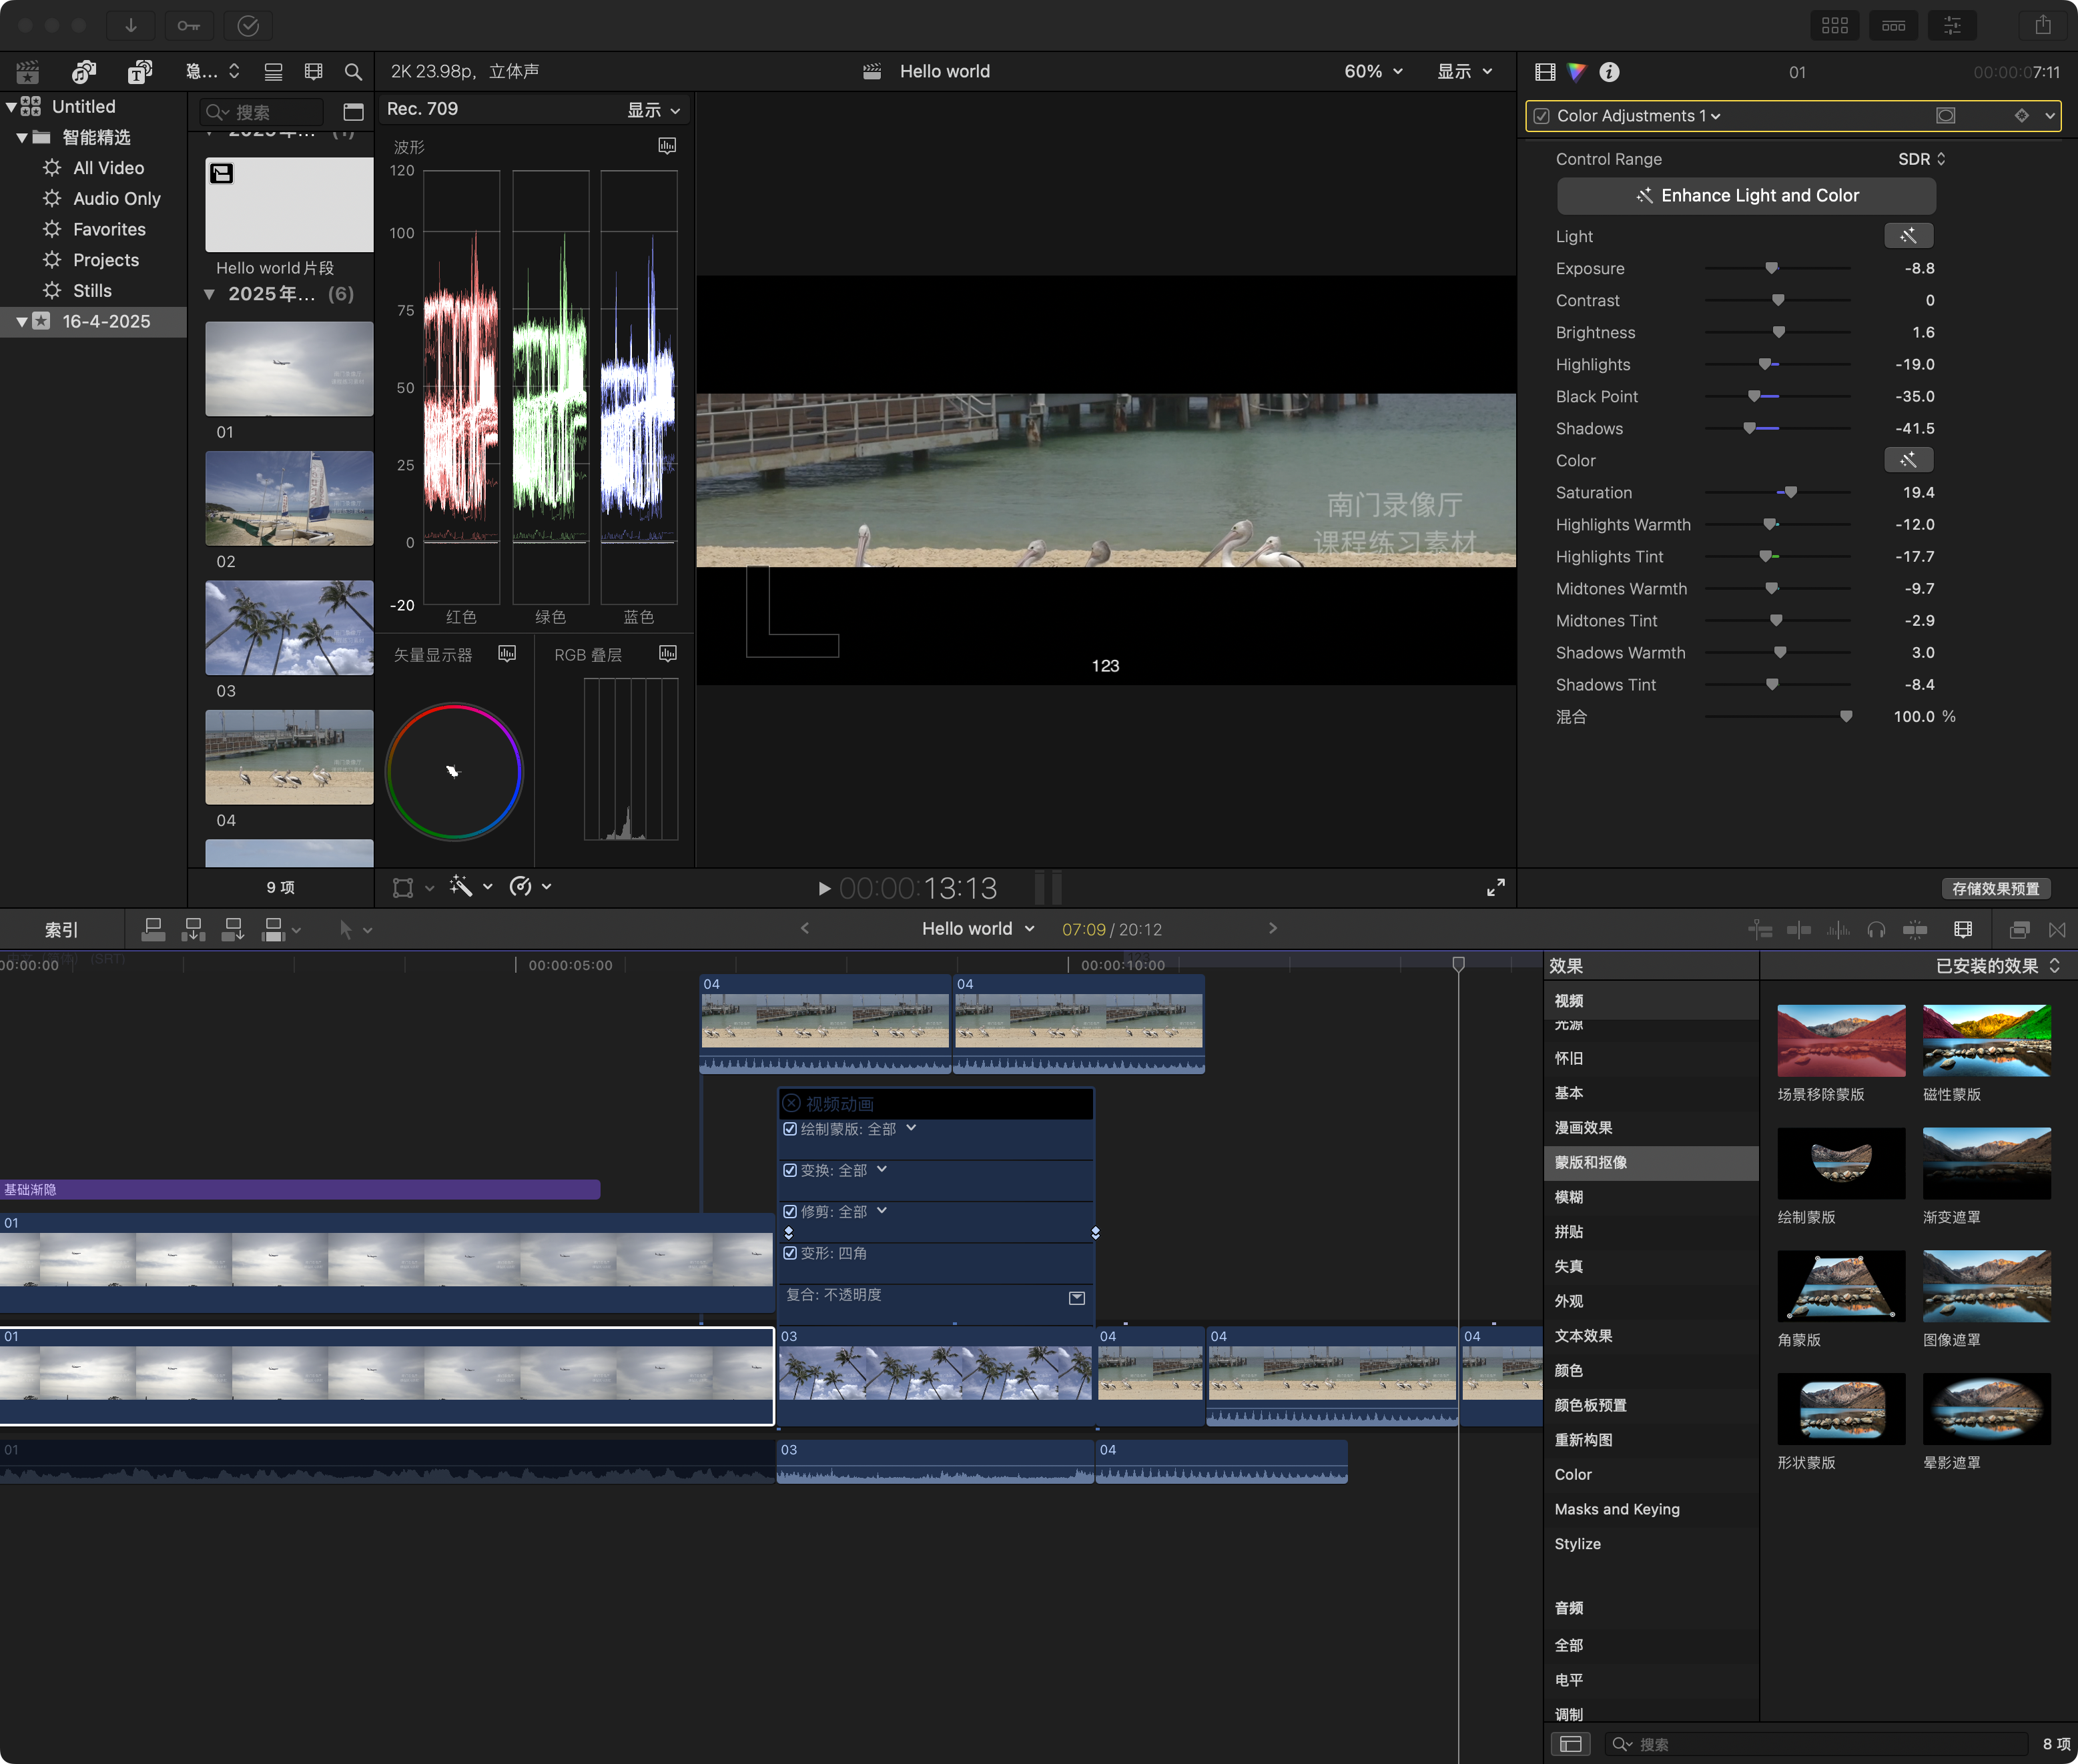 隐...
2K 23.98p，立体声
Hello world
60%
显示
01
00:00:07:11
Untitled
智能精选
All Video
Audio Only
Favorites
Projects
Stills
16-4-2025
搜索
Hello world片段
2025年... (6)
01
02
03
04
9 项
Rec. 709
显示
波形
120
100
75
50
25
0
-20
红色
绿色
蓝色
矢量显示器
RGB 叠层
南门录像厅
课程练习素材
123
Color Adjustments 1
Control Range
SDR
Enhance Light and Color
Light
Exposure
-8.8
Contrast
0
Brightness
1.6
Highlights
-19.0
Black Point
-35.0
Shadows
-41.5
Color
Saturation
19.4
Highlights Warmth
-12.0
Highlights Tint
-17.7
Midtones Warmth
-9.7
Midtones Tint
-2.9
Shadows Warmth
3.0
Shadows Tint
-8.4
混合
100.0 %
00:00:13:13
存储效果预置
索引
Hello world
07:09 / 20:12
00:00:00
00:00:05:00
00:00:10:00
04
04
视频动画
绘制蒙版: 全部
变换: 全部
修剪: 全部
变形: 四角
复合: 不透明度
基础渐隐
01
01
03
04
04
04
01
03
04
效果
已安装的效果
视频
光源
怀旧
基本
漫画效果
蒙版和抠像
模糊
拼贴
失真
外观
文本效果
颜色
颜色板预置
重新构图
Color
Masks and Keying
Stylize
音频
全部
电平
调制
场景移除蒙版
磁性蒙版
绘制蒙版
渐变遮罩
角蒙版
图像遮罩
形状蒙版
晕影遮罩
搜索
8 项